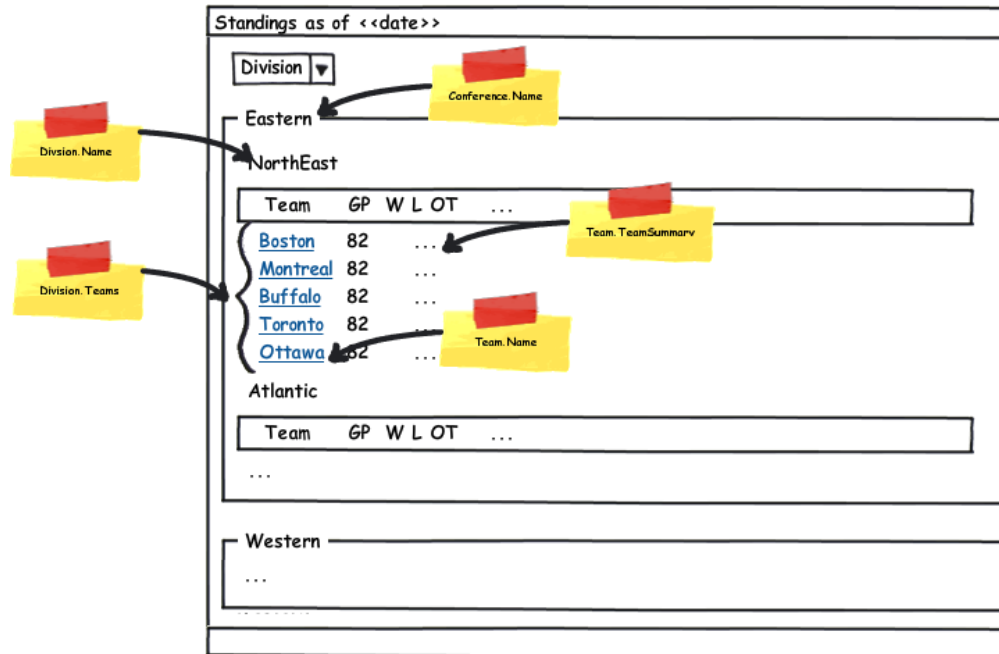 Standings as of <<date>>
Division
Conference.Name
Eastern
Divsion.Name
NorthEast
Team GP W L OT ...
Team.TeamSummary
Boston 82 ...
Montreal 82 ...
Division.Teams
Buffalo 82 ...
Toronto 82 ...
Team.Name
Ottawa 82 ...
Atlantic
Team GP W L OT ...
...
Western
...